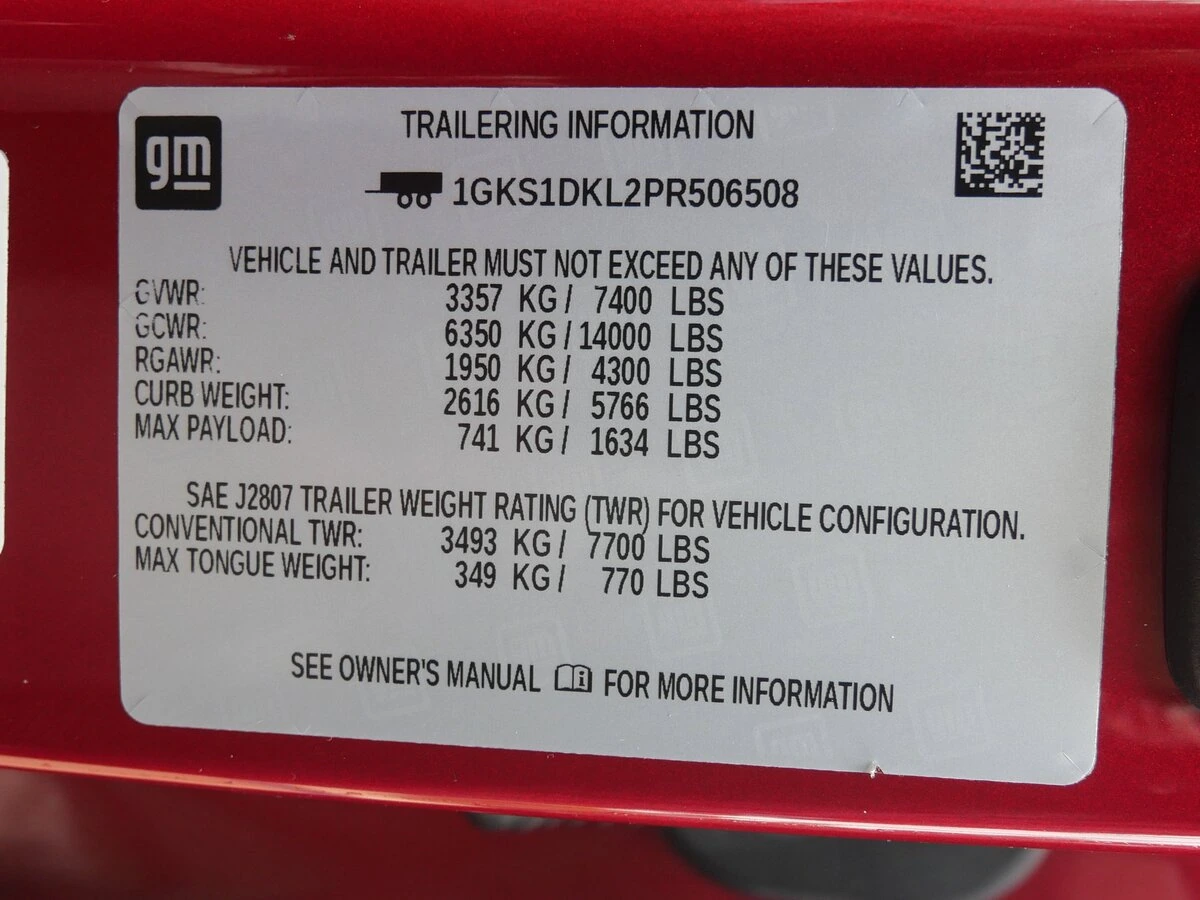 gm
TRAILERING INFORMATION
1GKS1DKL2PR506508
VEHICLE AND TRAILER MUST NOT EXCEED ANY OF THESE VALUES.
GVWR: 3357 KG / 7400 LBS
GCWR: 6350 KG / 14000 LBS
RGAWR: 1950 KG / 4300 LBS
CURB WEIGHT: 2616 KG / 5766 LBS
MAX PAYLOAD: 741 KG / 1634 LBS
SAE J2807 TRAILER WEIGHT RATING (TWR) FOR VEHICLE CONFIGURATION.
CONVENTIONAL TWR: 3493 KG / 7700 LBS
MAX TONGUE WEIGHT: 349 KG / 770 LBS
SEE OWNER'S MANUAL i FOR MORE INFORMATION